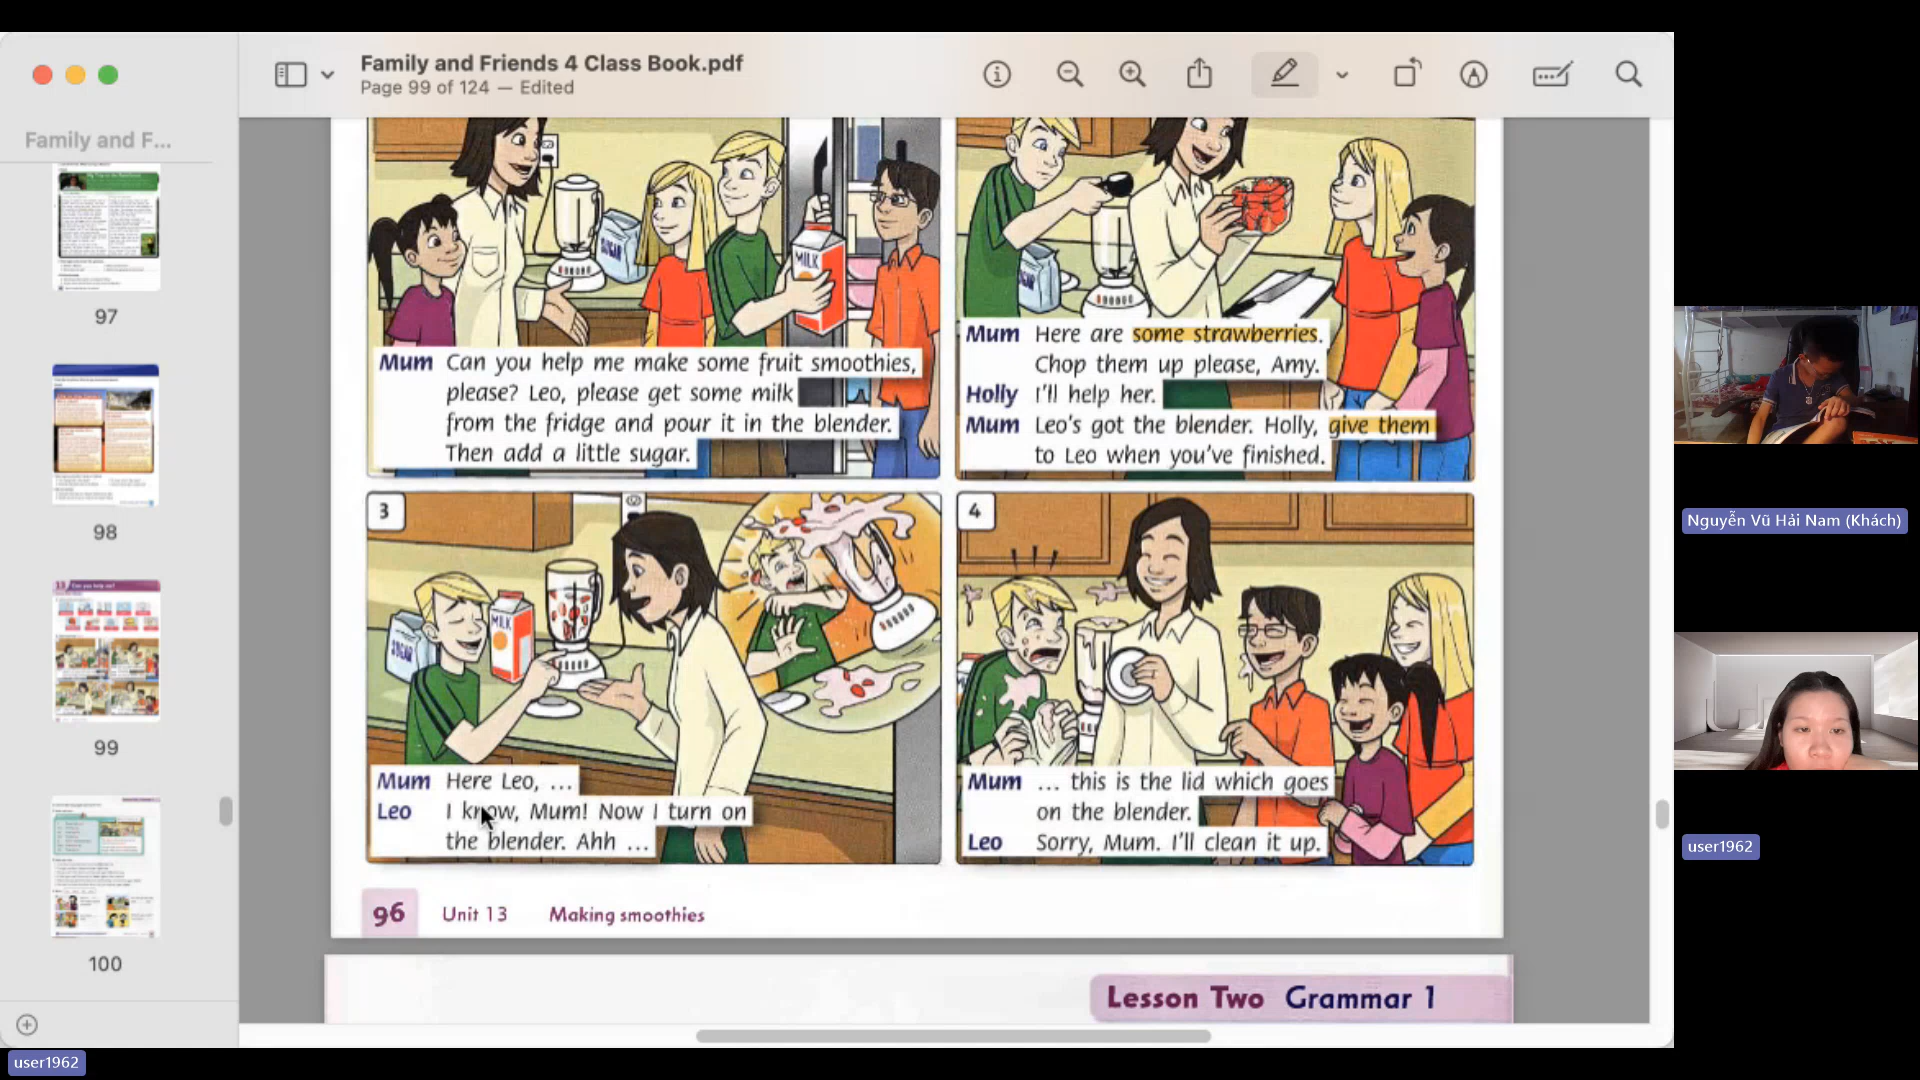 Family and Friends 4 Class Book.pdf
Page 99 of 124 — Edited
Family and F...
97
98
99
100
SUGAR
MILK
Mum Can you help me make some fruit smoothies,
please? Leo, please get some milk
from the fridge and pour it in the blender.
Then add a little sugar.
Mum Here are some strawberries.
Chop them up please, Amy.
Holly I'll help her.
Mum Leo's got the blender. Holly, give them
to Leo when you've finished.
3
SUGAR
MILK
Mum Here Leo, ...
Leo I know, Mum! Now I turn on
the blender. Ahh ...
4
Mum ... this is the lid which goes
on the blender.
Leo Sorry, Mum. I'll clean it up.
96 Unit 13 Making smoothies
Lesson Two Grammar 1
Nguyễn Vũ Hải Nam (Khách)
user1962
user1962